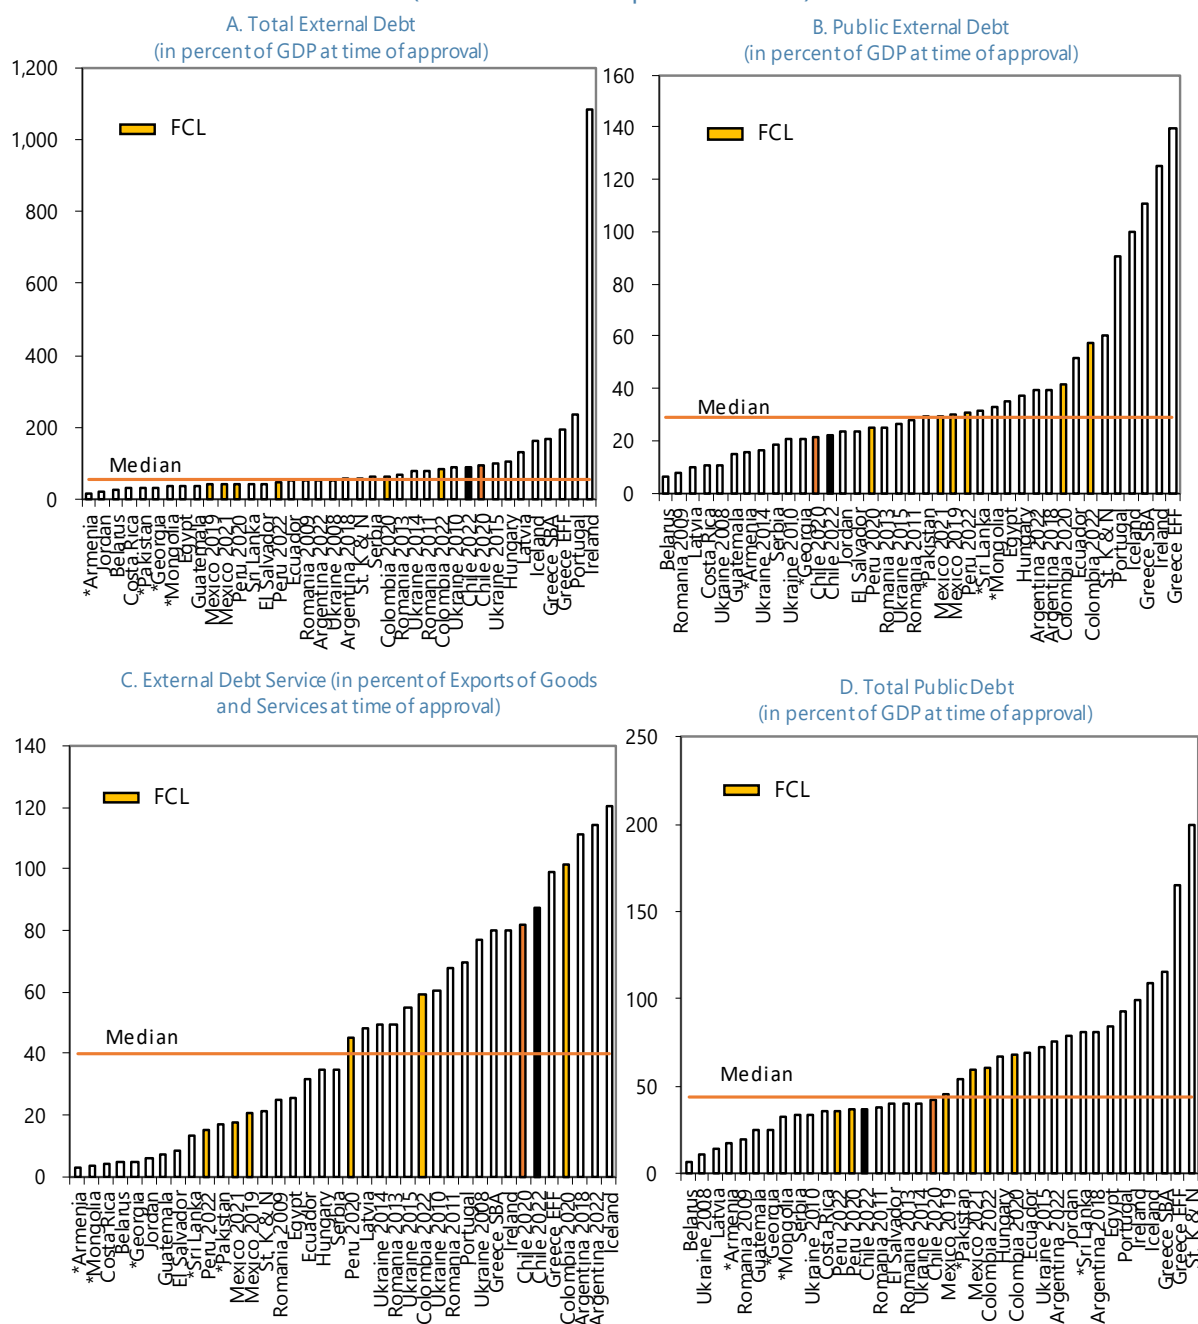 A. Total External Debt
(in percent of GDP at time of approval)
1,200
1,000
800
600
400
200
0
FCL
Median
*Armenia
Jordan
Belarus
Costa Rica
*Pakistan
*Georgia
*Mongolia
Egypt
Guatemala
Mexico 2019
Mexico 2021
Peru 2020
Sri Lanka
El Salvador
Peru 2022
Ecuador
Romania 2009
Argentina 2022
Ukraine 2008
Argentina 2018
St. K & N
Serbia
Colombia 2020
Romania 2013
Ukraine 2014
Romania 2011
Colombia 2022
Ukraine 2010
Chile 2022
Chile 2020
Ukraine 2015
Hungary
Latvia
Iceland
Greece SBA
Greece EFF
Portugal
Ireland
B. Public External Debt
(in percent of GDP at time of approval)
160
140
120
100
80
60
40
20
0
FCL
Median
Belarus
Romania 2009
Latvia
Costa Rica
Ukraine 2008
Guatemala
*Armenia
Ukraine 2014
Serbia
Ukraine 2010
*Georgia
Chile 2020
Chile 2022
Jordan
El Salvador
Peru 2020
Romania 2013
Ukraine 2015
Romania 2011
*Pakistan
Mexico 2021
Mexico 2019
Peru 2022
*Sri Lanka
*Mongolia
Egypt
Hungary
Argentina 2022
Argentina 2018
Colombia 2020
Ecuador
Colombia 2022
St. K & N
Portugal
Iceland
Greece SBA
Ireland
Greece EFF
C. External Debt Service (in percent of Exports of Goods
and Services at time of approval)
140
120
100
80
60
40
20
0
FCL
Median
*Armenia
*Mongolia
Costa Rica
Belarus
*Georgia
Jordan
Guatemala
El Salvador
*Sri Lanka
Peru 2022
*Pakistan
Mexico 2021
Mexico 2019
St. K & N
Romania 2009
Egypt
Ecuador
Hungary
Serbia
Peru 2020
Latvia
Ukraine 2014
Romania 2013
Ukraine 2015
Colombia 2022
Ukraine 2010
Romania 2011
Portugal
Ukraine 2008
Greece SBA
Ireland
Chile 2020
Chile 2022
Greece EFF
Colombia 2020
Argentina 2018
Argentina 2022
Iceland
D. Total Public Debt
(in percent of GDP at time of approval)
250
200
150
100
50
0
FCL
Median
Belarus
Ukraine 2008
Latvia
*Armenia
Romania 2009
Guatemala
*Georgia
*Mongolia
Serbia
Ukraine 2010
Costa Rica
Peru 2022
Peru 2020
Chile 2022
Romania 2011
El Salvador
Romania 2013
Ukraine 2014
Chile 2020
Mexico 2019
*Pakistan
Mexico 2021
Colombia 2022
Hungary
Colombia 2020
Ecuador
Ukraine 2015
Argentina 2022
Jordan
*Sri Lanka
Argentina 2018
Egypt
Portugal
Ireland
Iceland
Greece SBA
Greece EFF
St. K & N